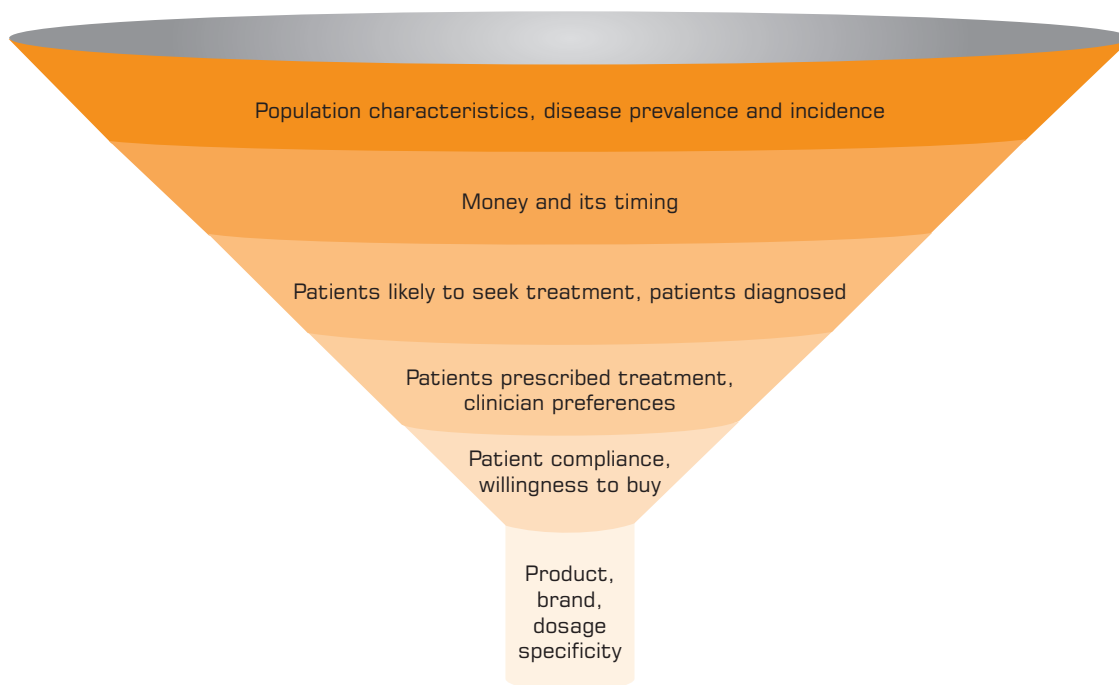 Population characteristics, disease prevalence and incidence
Money and its timing
Patients likely to seek treatment, patients diagnosed
Patients prescribed treatment,
clinician preferences
Patient compliance,
willingness to buy
Product,
brand,
dosage
specificity